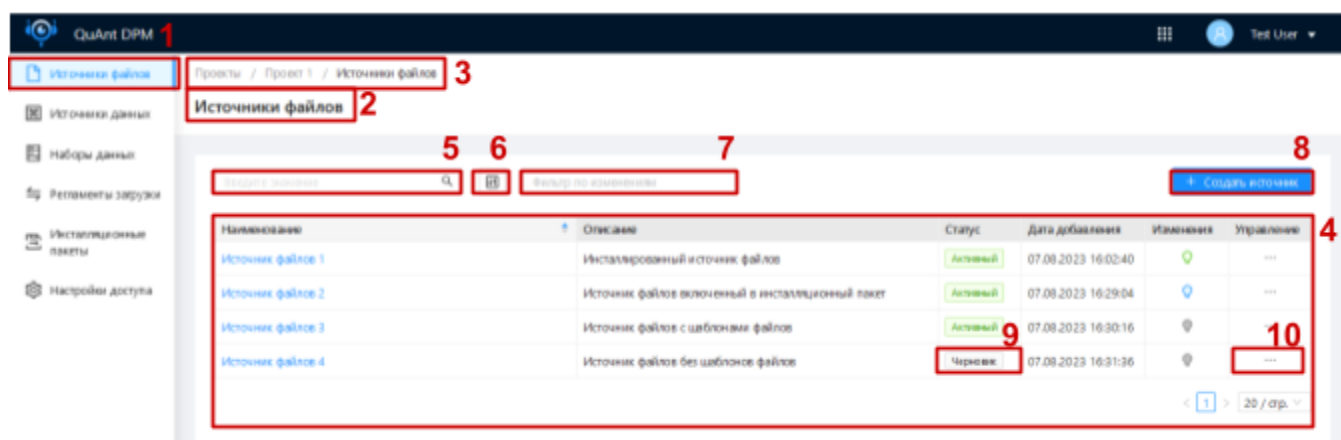 QuAnt DPM 1 Test User
Источники файлов
Проекты / Проект 1 / Источники файлов 3
Источники файлов 2
Источники данных
Наборы данных
Регламенты загрузки
Инсталляционные
пакеты
Настройки доступа
5 6 7 8
Введите значение Фильтр по изменениям + Создать источник
4
Наименование Описание Статус Дата добавления Изменения Управление
Источник файлов 1 Инсталлированный источник файлов Активный 07.08.2023 16:02:40 ...
Источник файлов 2 Источник файлов включенный в инсталляционный пакет Активный 07.08.2023 16:29:04 ...
Источник файлов 3 Источник файлов с шаблонами файлов Активный 07.08.2023 16:30:16 ...
9 10
Источник файлов 4 Источник файлов без шаблонов файлов Черновик 07.08.2023 16:31:36 ...
< 1 > 20 / стр.